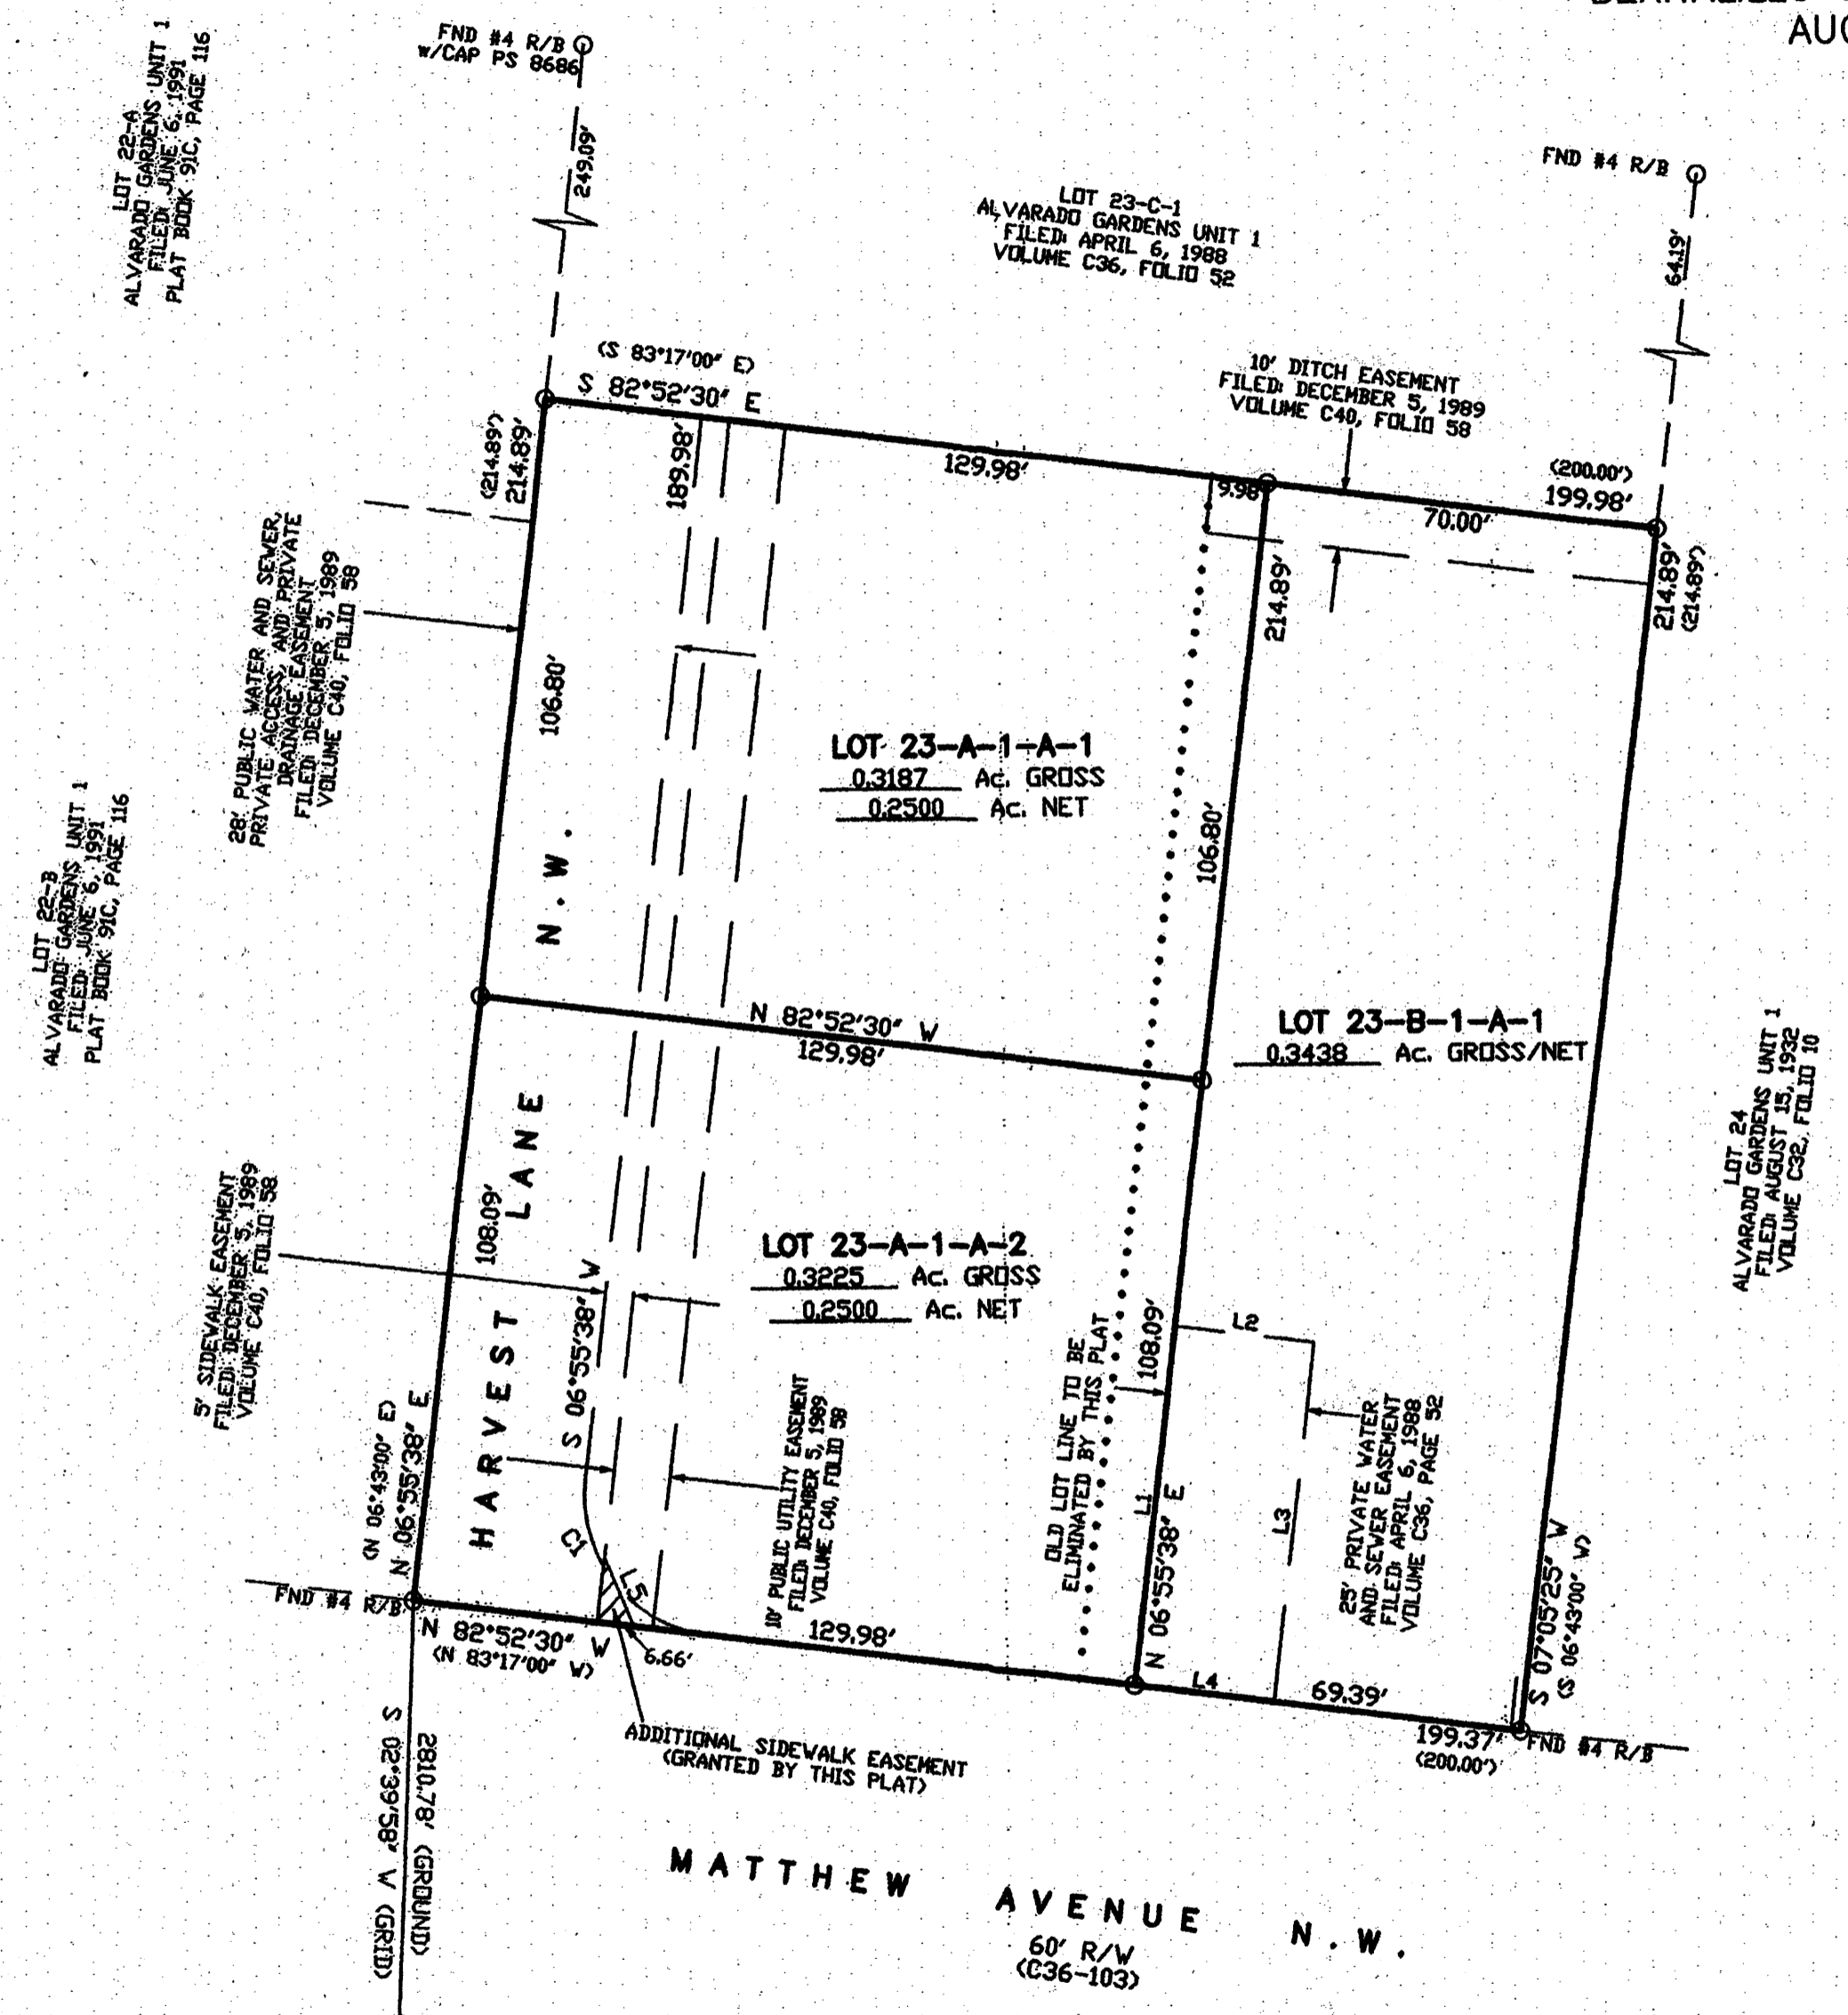 AUG
FND #4 R/B
w/CAP PS 8686
249.09'
LOT 22-A
ALVARADO GARDENS UNIT 1
FILED: JUNE 6, 1991
PLAT BOOK 91C, PAGE 116
FND #4 R/B
64.19'
LOT 23-C-1
ALVARADO GARDENS UNIT 1
FILED: APRIL 6, 1988
VOLUME C36, FOLIO 52
(S 83°17'00" E)
S 82°52'30" E
10' DITCH EASEMENT
FILED: DECEMBER 5, 1989
VOLUME C40, FOLIO 58
(214.89')
214.89'
189.98'
129.98'
9.98'
(200.00')
199.98'
70.00'
214.89'
214.89'
(214.89')
28' PUBLIC WATER AND SEWER,
PRIVATE ACCESS, AND PRIVATE
DRAINAGE EASEMENT
FILED: DECEMBER 5, 1989
VOLUME C40, FOLIO 58
106.80'
LOT 23-A-1-A-1
0.3187 Ac. GROSS
0.2500 Ac. NET
106.80'
LOT 22-B
ALVARADO GARDENS UNIT 1
FILED: JUNE 6, 1991
PLAT BOOK 91C, PAGE 116
N 82°52'30" W
129.98'
LOT 23-B-1-A-1
0.3438 Ac. GROSS/NET
LOT 24
ALVARADO GARDENS UNIT 1
FILED: AUGUST 15, 1932
VOLUME C32, FOLIO 10
HARVEST LANE N.W.
108.09'
5' SIDEWALK EASEMENT
FILED: DECEMBER 5, 1989
VOLUME C40, FOLIO 58
S 06°55'38" W
LOT 23-A-1-A-2
0.3225 Ac. GROSS
0.2500 Ac. NET
OLD LOT LINE TO BE
ELIMINATED BY THIS PLAT
108.09'
L2
L1
L3
N 06°55'38" E
25' PRIVATE WATER
AND SEWER EASEMENT
FILED: APRIL 6, 1988
VOLUME C36, PAGE 52
10' PUBLIC UTILITY EASEMENT
FILED: DECEMBER 5, 1989
VOLUME C40, FOLIO 58
(N 06°43'00" E)
N 06°55'38" E
C1
L5
S 07°05'25" W
(S 06°43'00" W)
FND #4 R/B
N 82°52'30" W
(N 83°17'00" W)
6.66'
129.98'
L4
69.39'
199.37'
(200.00')
FND #4 R/B
ADDITIONAL SIDEWALK EASEMENT
(GRANTED BY THIS PLAT)
2810.78' (GROUND)
S 02°39'58" W (GRID)
MATTHEW AVENUE N.W.
60' R/W
(C36-103)